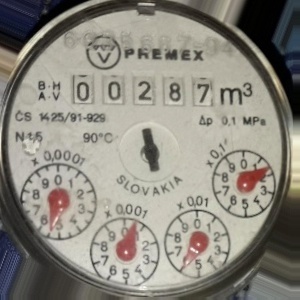 PREMEX
B-H
A-V
00287 m³
ČS 1425/91-929
Δp 0,1 MPa
N 1,5
90°C
x 0,0001
x 0,1
SLOVAKIA
x 0,001
x 0,01